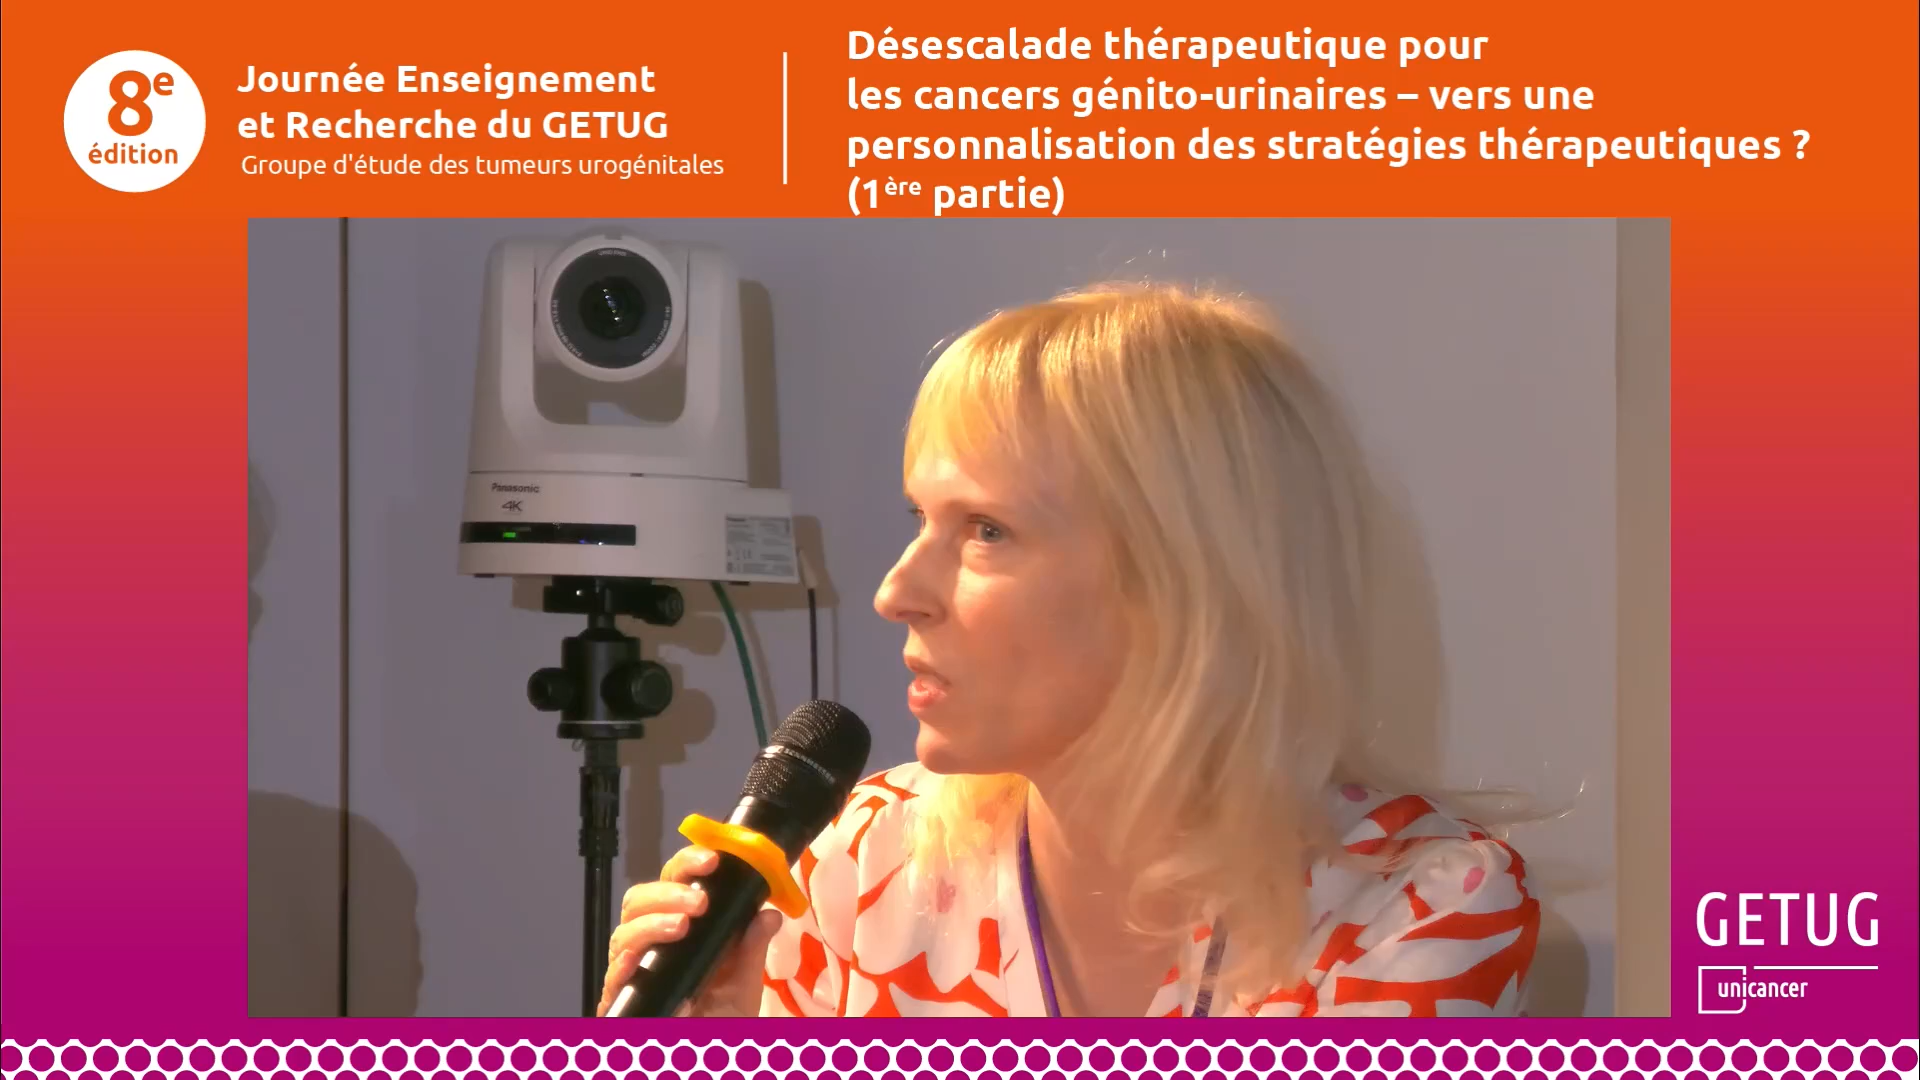 8e
édition
Journée Enseignement
et Recherche du GETUG
Groupe d'étude des tumeurs urogénitales
Désescalade thérapeutique pour
les cancers génito-urinaires – vers une
personnalisation des stratégies thérapeutiques ?
(1ère partie)
Panasonic
4K
SENNHEISER
GETUG
unicancer